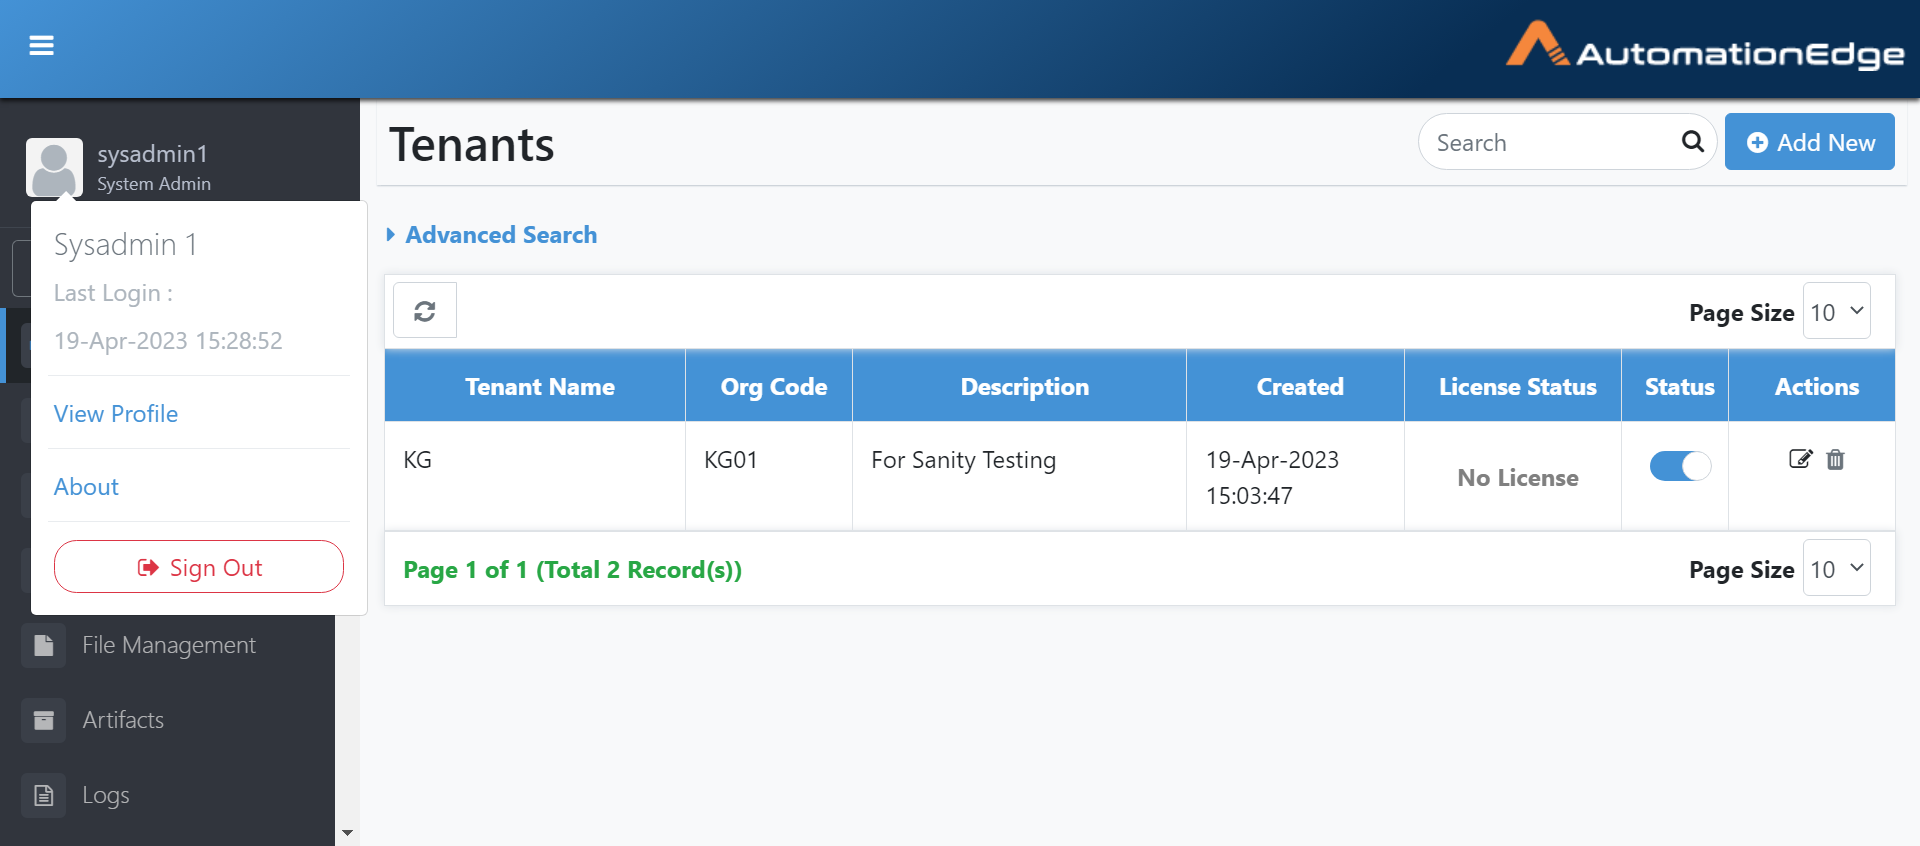 AutomationEdge
sysadmin1
System Admin
Sysadmin 1
Last Login :
19-Apr-2023 15:28:52
View Profile
About
Sign Out
File Management
Artifacts
Logs
Tenants
Search
Add New
Advanced Search
Page Size 10
Tenant Name Org Code Description Created License Status Status Actions
KG KG01 For Sanity Testing 19-Apr-2023
15:03:47
No License
Page 1 of 1 (Total 2 Record(s))
Page Size 10